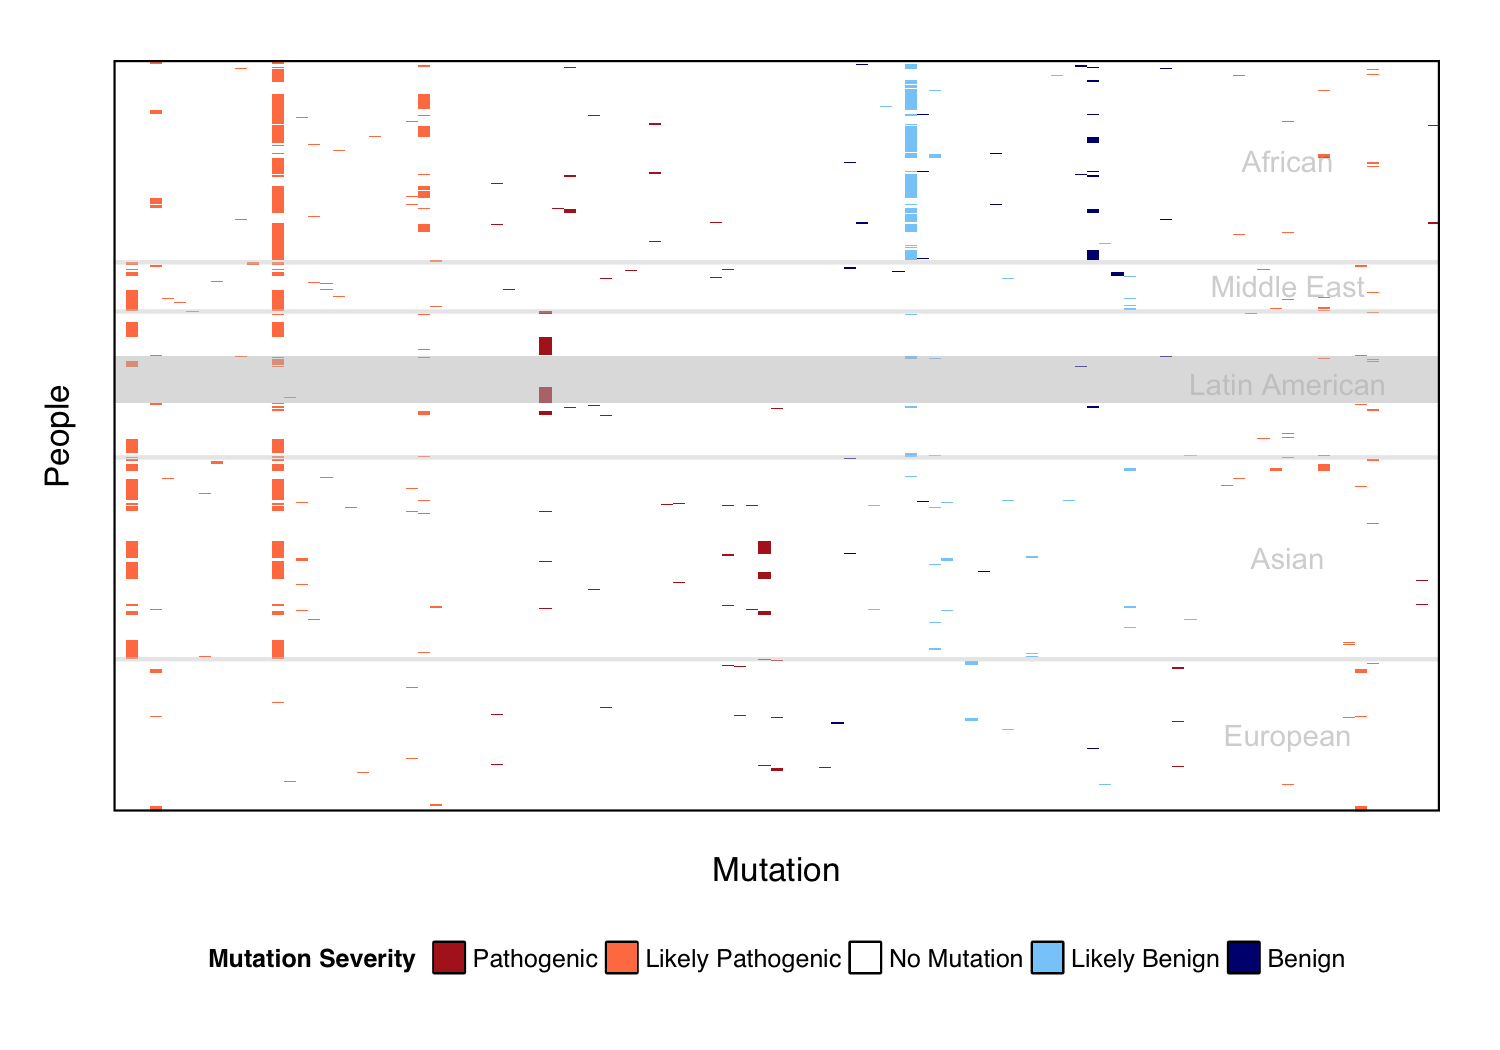 African
Middle East
Latin American
Asian
European
People
Mutation
Mutation Severity Pathogenic Likely Pathogenic No Mutation Likely Benign Benign